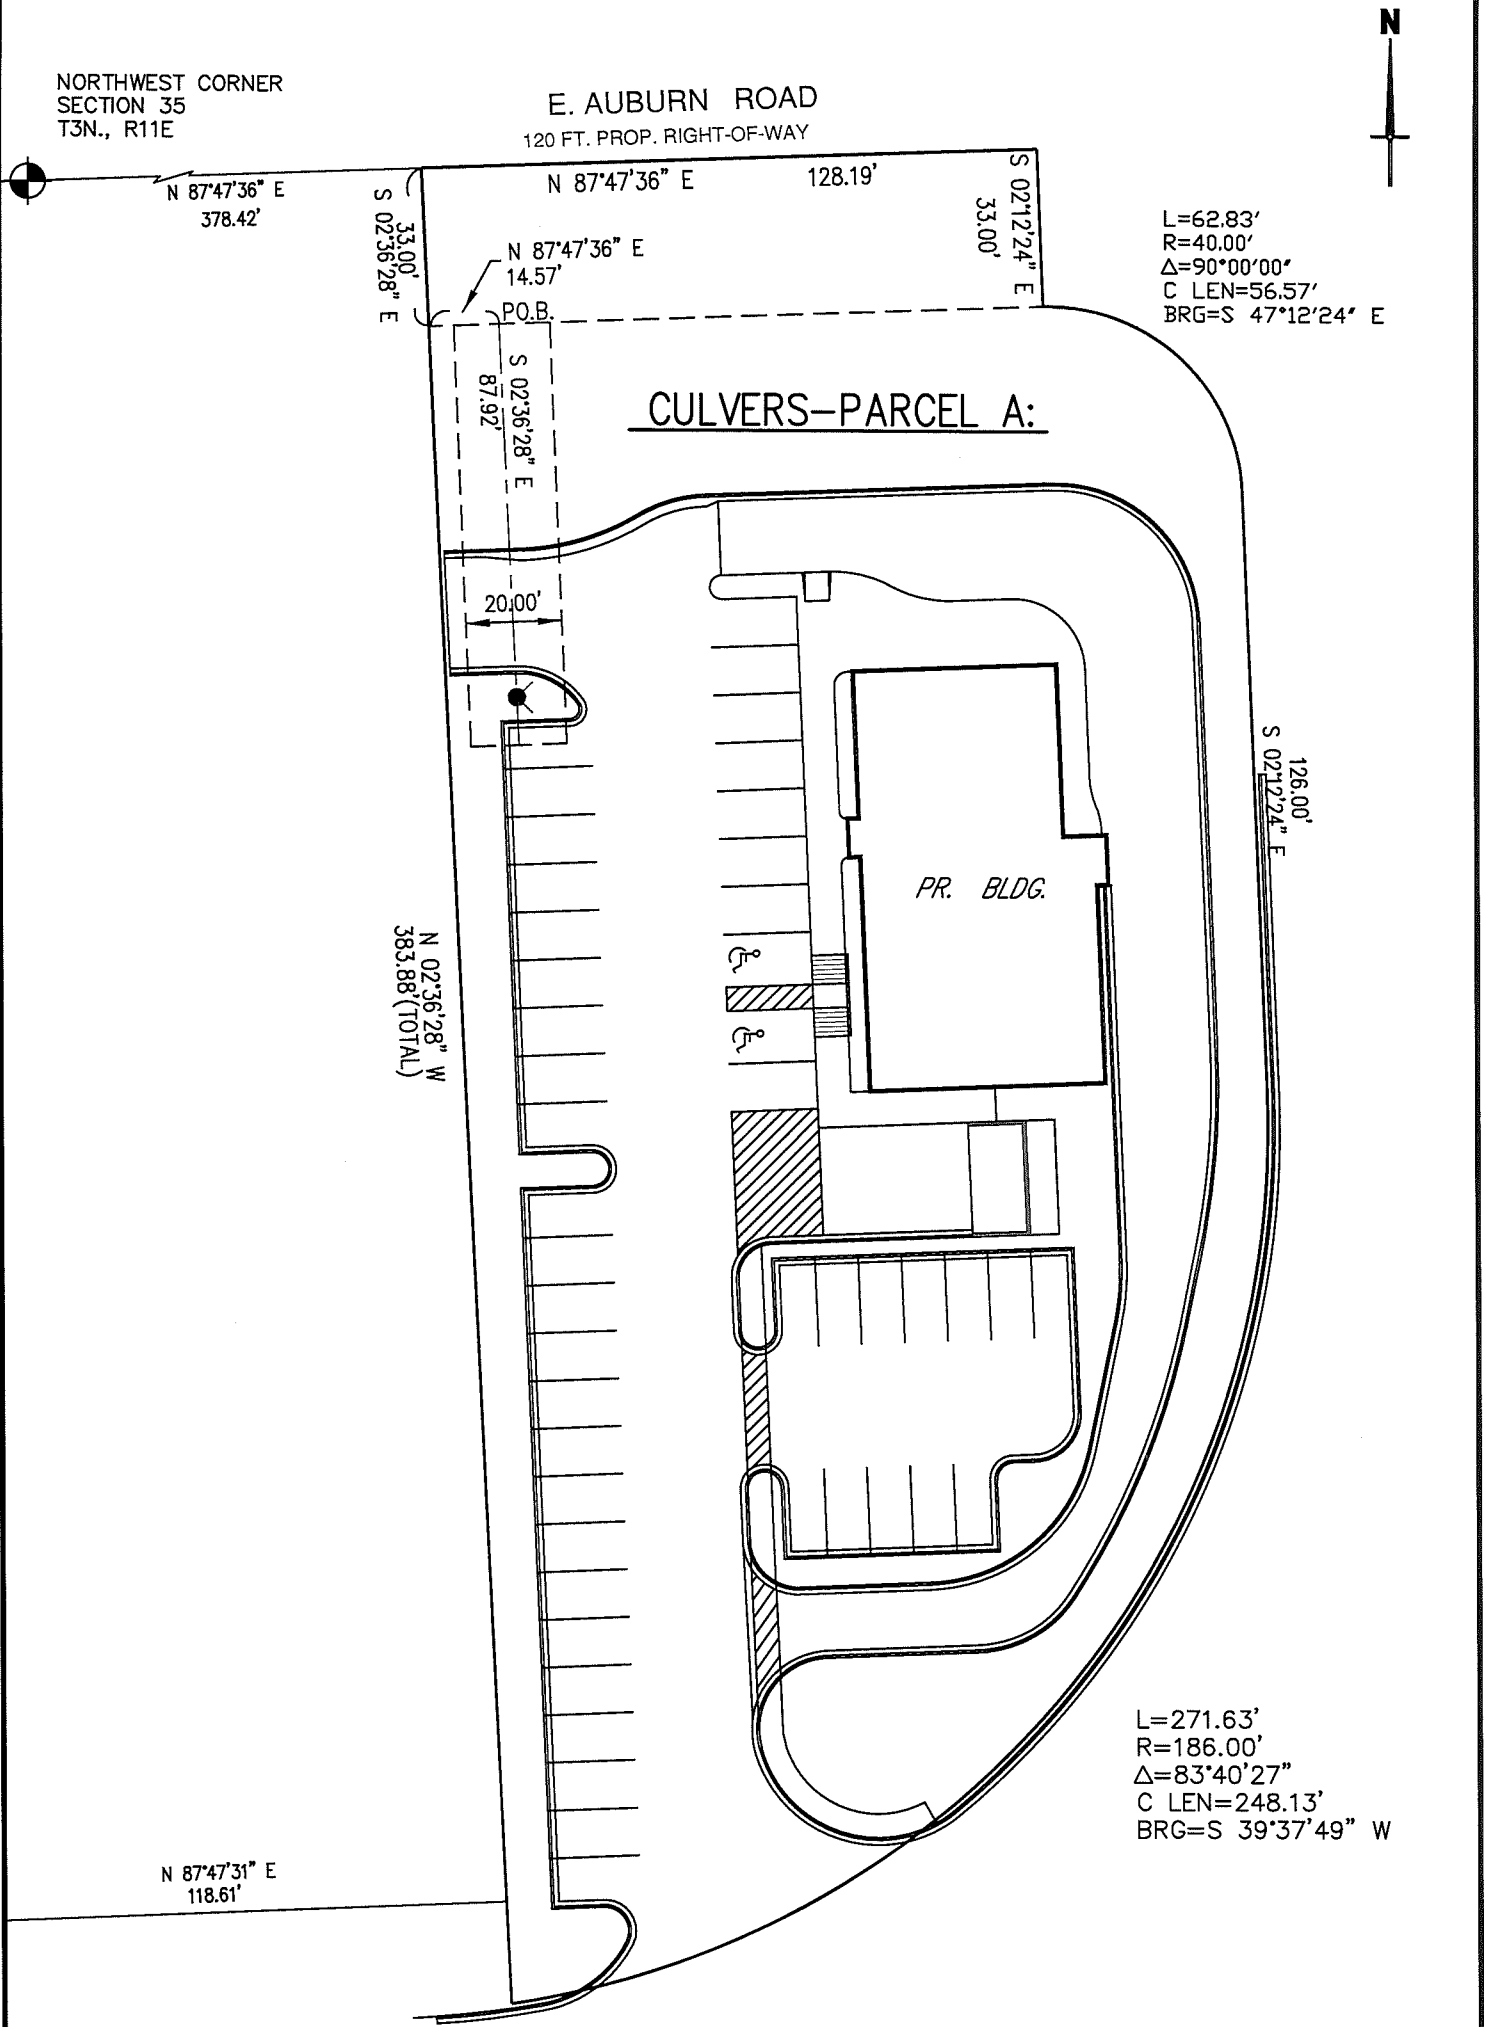 N
NORTHWEST CORNER
SECTION 35
T3N., R11E
E. AUBURN ROAD
120 FT. PROP. RIGHT-OF-WAY
N 87°47'36" E
378.42'
N 87°47'36" E 128.19'
S 02°36'28" E
33.00'
S 02°12'24" E
33.00'
L=62.83'
R=40.00'
Δ=90°00'00"
C LEN=56.57'
BRG=S 47°12'24" E
N 87°47'36" E
14.57'
P.O.B.
S 02°36'28" E
87.92'
CULVERS-PARCEL A:
20.00'
126.00'
S 02°12'24" E
PR. BLDG.
N 02°36'28" W
383.88'(TOTAL)
L=271.63'
R=186.00'
Δ=83°40'27"
C LEN=248.13'
BRG=S 39°37'49" W
N 87°47'31" E
118.61'